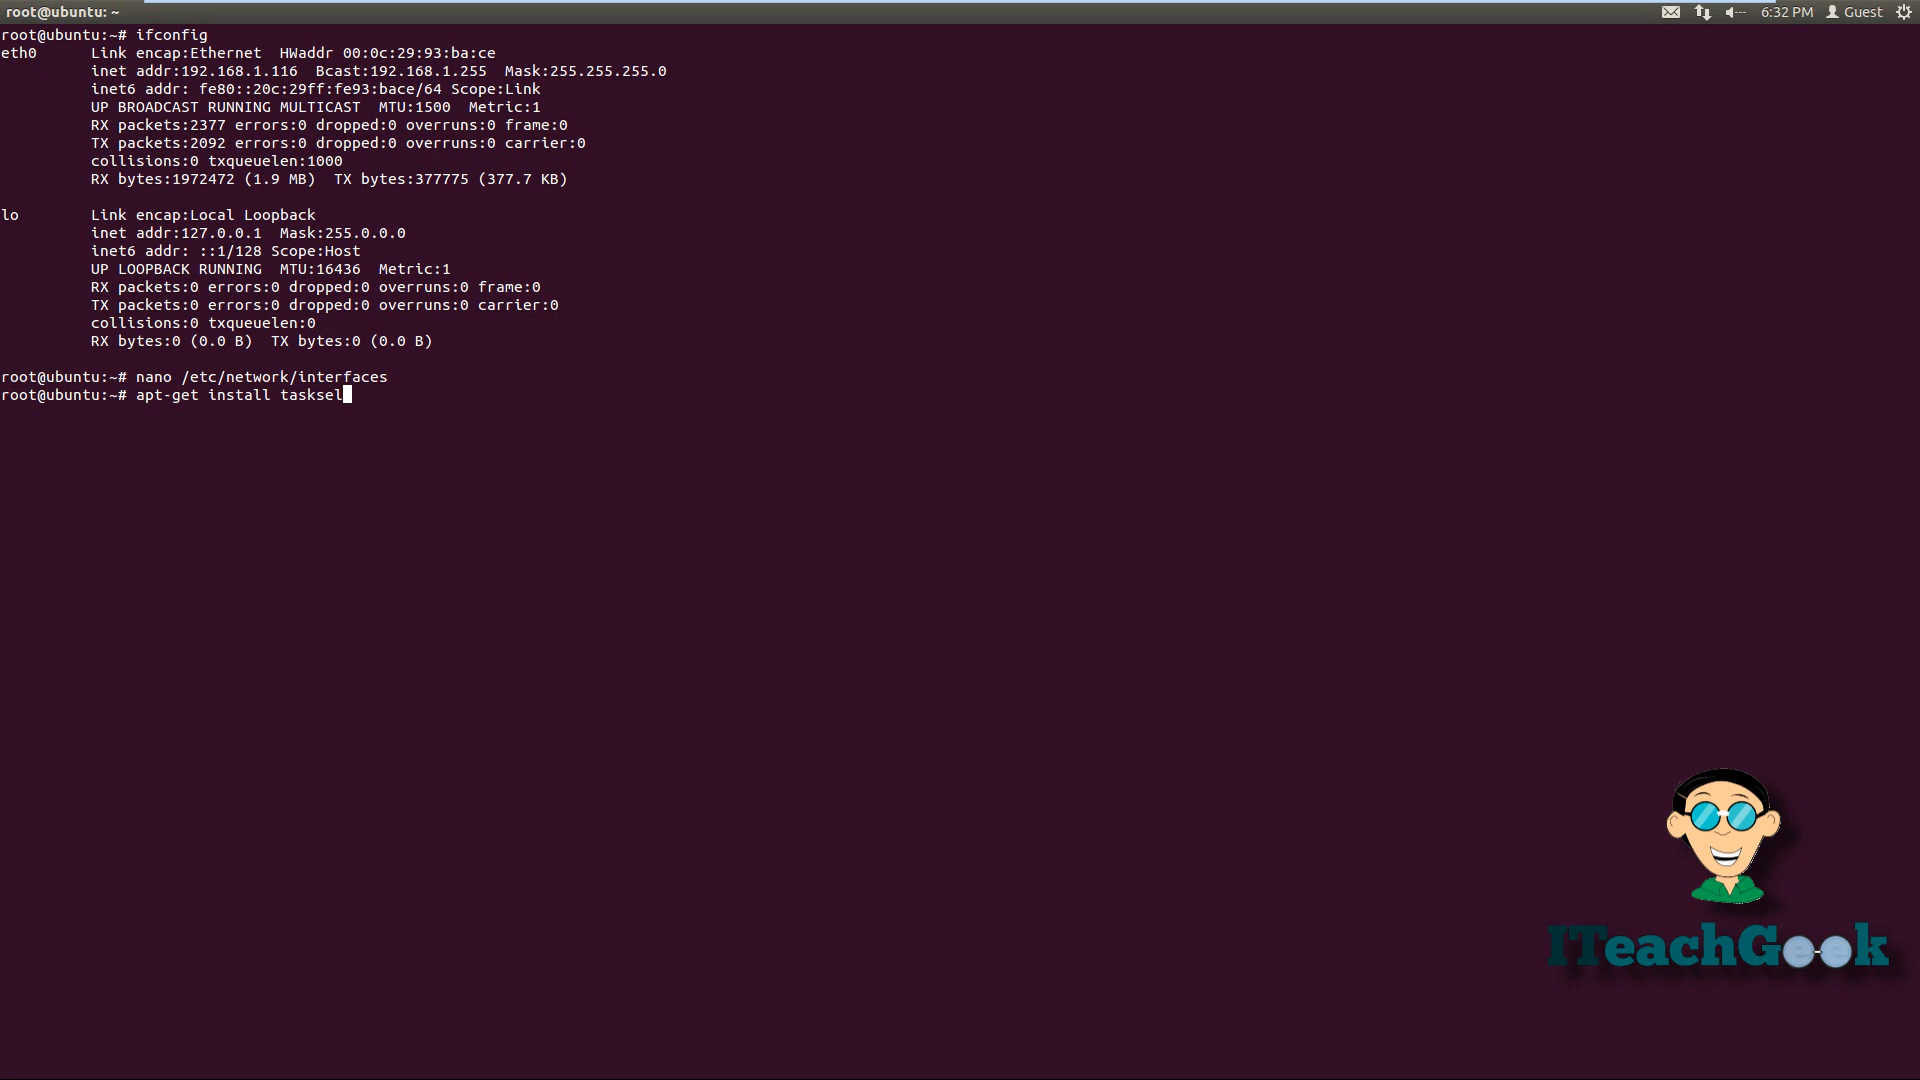 root@ubuntu: ~
6:32 PM Guest
root@ubuntu:~# ifconfig
eth0      Link encap:Ethernet  HWaddr 00:0c:29:93:ba:ce
          inet addr:192.168.1.116  Bcast:192.168.1.255  Mask:255.255.255.0
          inet6 addr: fe80::20c:29ff:fe93:bace/64 Scope:Link
          UP BROADCAST RUNNING MULTICAST  MTU:1500  Metric:1
          RX packets:2377 errors:0 dropped:0 overruns:0 frame:0
          TX packets:2092 errors:0 dropped:0 overruns:0 carrier:0
          collisions:0 txqueuelen:1000
          RX bytes:1972472 (1.9 MB)  TX bytes:377775 (377.7 KB)
lo        Link encap:Local Loopback
          inet addr:127.0.0.1  Mask:255.0.0.0
          inet6 addr: ::1/128 Scope:Host
          UP LOOPBACK RUNNING  MTU:16436  Metric:1
          RX packets:0 errors:0 dropped:0 overruns:0 frame:0
          TX packets:0 errors:0 dropped:0 overruns:0 carrier:0
          collisions:0 txqueuelen:0
          RX bytes:0 (0.0 B)  TX bytes:0 (0.0 B)
root@ubuntu:~# nano /etc/network/interfaces
root@ubuntu:~# apt-get install tasksel
ITeachGeek